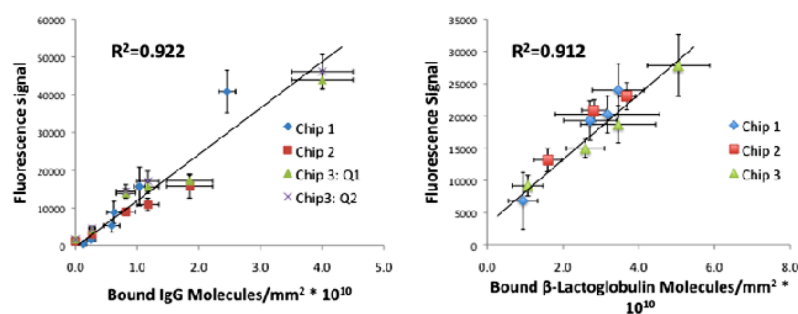 60000
50000
40000
30000
20000
10000
0
0.0 1.0 2.0 3.0 4.0 5.0
Fluorescence signal
R²=0.922
Chip 1
Chip 2
Chip 3: Q1
Chip3: Q2
Bound IgG Molecules/mm² * 10¹⁰
35000
30000
25000
20000
15000
10000
5000
0
0.0 2.0 4.0 6.0 8.0
Fluorescence Signal
R²=0.912
Chip 1
Chip 2
Chip 3
Bound β-Lactoglobulin Molecules/mm² *
10¹⁰